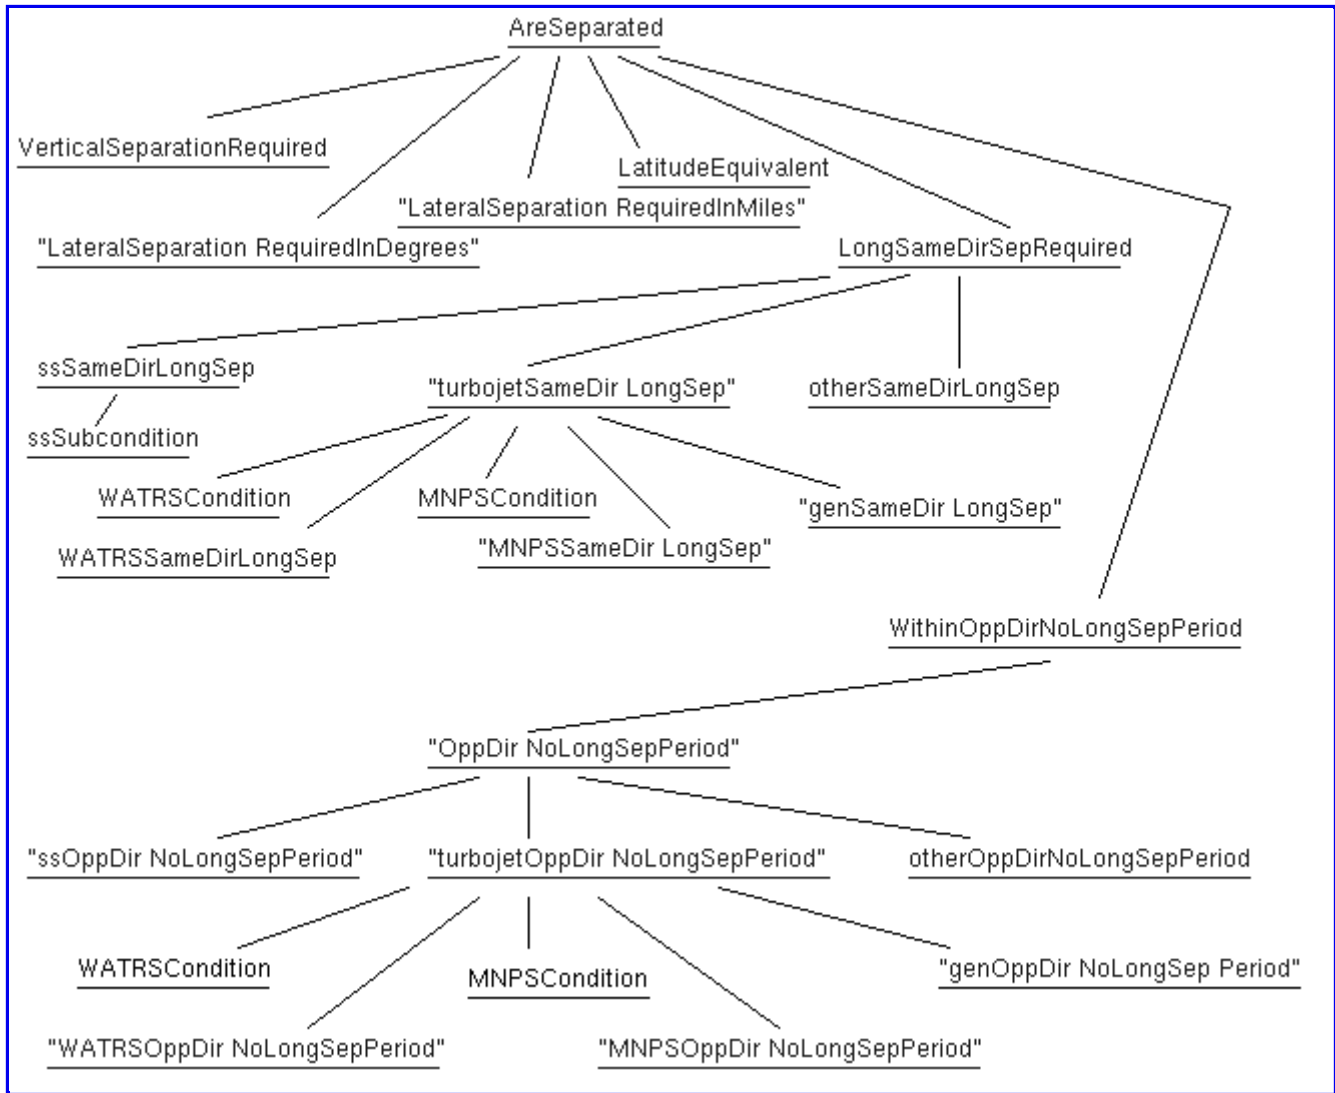 AreSeparated
VerticalSeparationRequired
LatitudeEquivalent
"LateralSeparation RequiredInMiles"
"LateralSeparation RequiredInDegrees"
LongSameDirSepRequired
ssSameDirLongSep
"turbojetSameDir LongSep"
otherSameDirLongSep
ssSubcondition
WATRSCondition
MNPSCondition
"genSameDir LongSep"
WATRSSameDirLongSep
"MNPSSameDir LongSep"
WithinOppDirNoLongSepPeriod
"OppDir NoLongSepPeriod"
"ssOppDir NoLongSepPeriod"
"turbojetOppDir NoLongSepPeriod"
otherOppDirNoLongSepPeriod
WATRSCondition
MNPSCondition
"genOppDir NoLongSep Period"
"WATRSOppDir NoLongSepPeriod"
"MNPSOppDir NoLongSepPeriod"